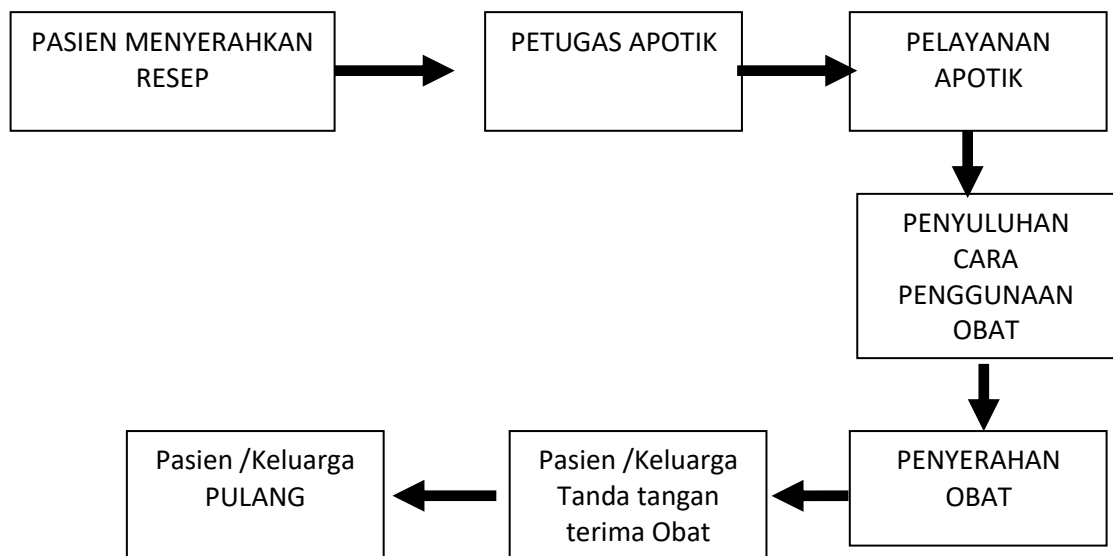 PASIEN MENYERAHKAN
RESEP
PETUGAS APOTIK
PELAYANAN
APOTIK
PENYULUHAN
CARA
PENGGUNAAN
OBAT
PENYERAHAN
OBAT
Pasien /Keluarga
Tanda tangan
terima Obat
Pasien /Keluarga
PULANG